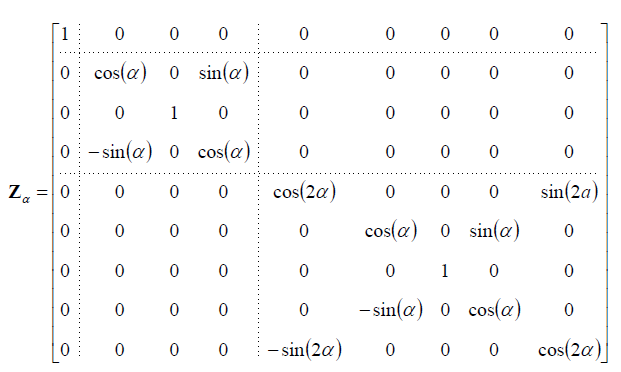 1 0 0 0 0 0 0 0 0
0 cos(α) 0 sin(α) 0 0 0 0 0
0 0 1 0 0 0 0 0 0
0 −sin(α) 0 cos(α) 0 0 0 0 0
Zα = 0 0 0 0 cos(2α) 0 0 0 sin(2a)
0 0 0 0 0 cos(α) 0 sin(α) 0
0 0 0 0 0 0 1 0 0
0 0 0 0 0 −sin(α) 0 cos(α) 0
0 0 0 0 −sin(2α) 0 0 0 cos(2α)